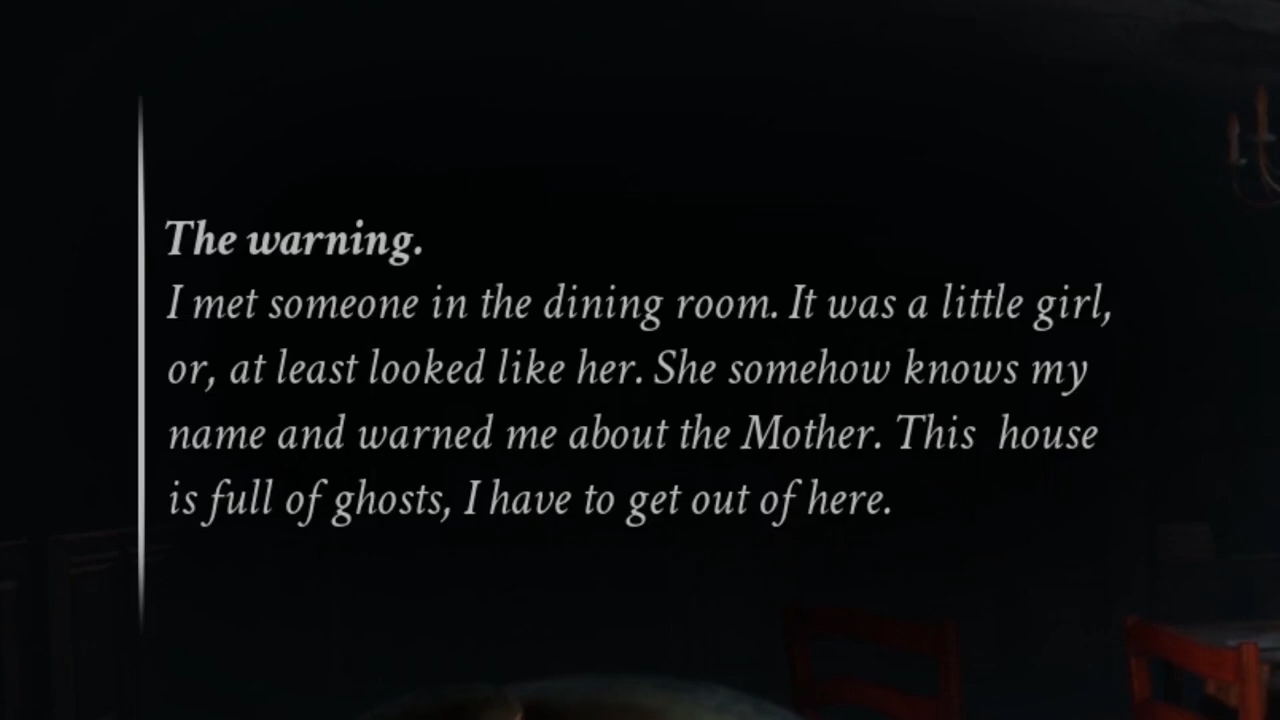 The warning.
I met someone in the dining room. It was a little girl,
or, at least looked like her. She somehow knows my
name and warned me about the Mother. This  house
is full of ghosts, I have to get out of here.